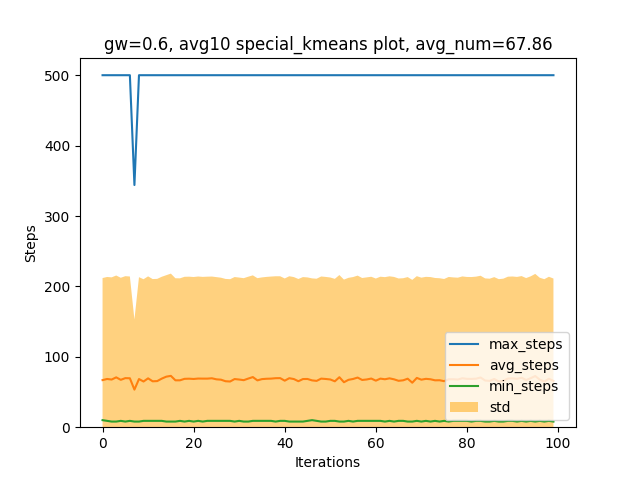 gw=0.6, avg10 special_kmeans plot, avg_num=67.86
500
400
300
200
100
0
Steps
max_steps
avg_steps
min_steps
std
0
20
40
60
80
100
Iterations